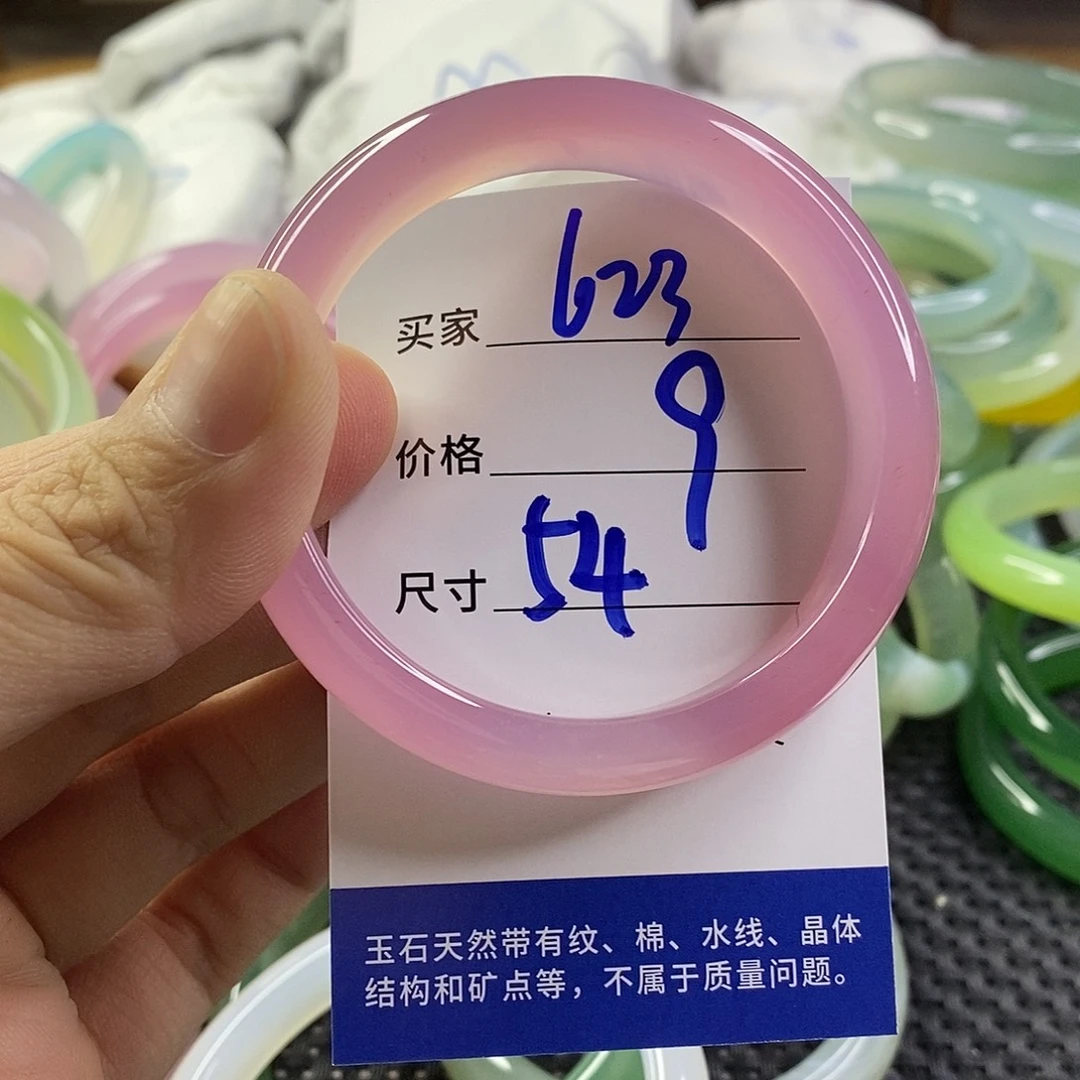 买家 623
价格 9
尺寸 54
玉石天然带有纹、棉、水线、晶体
结构和矿点等，不属于质量问题。